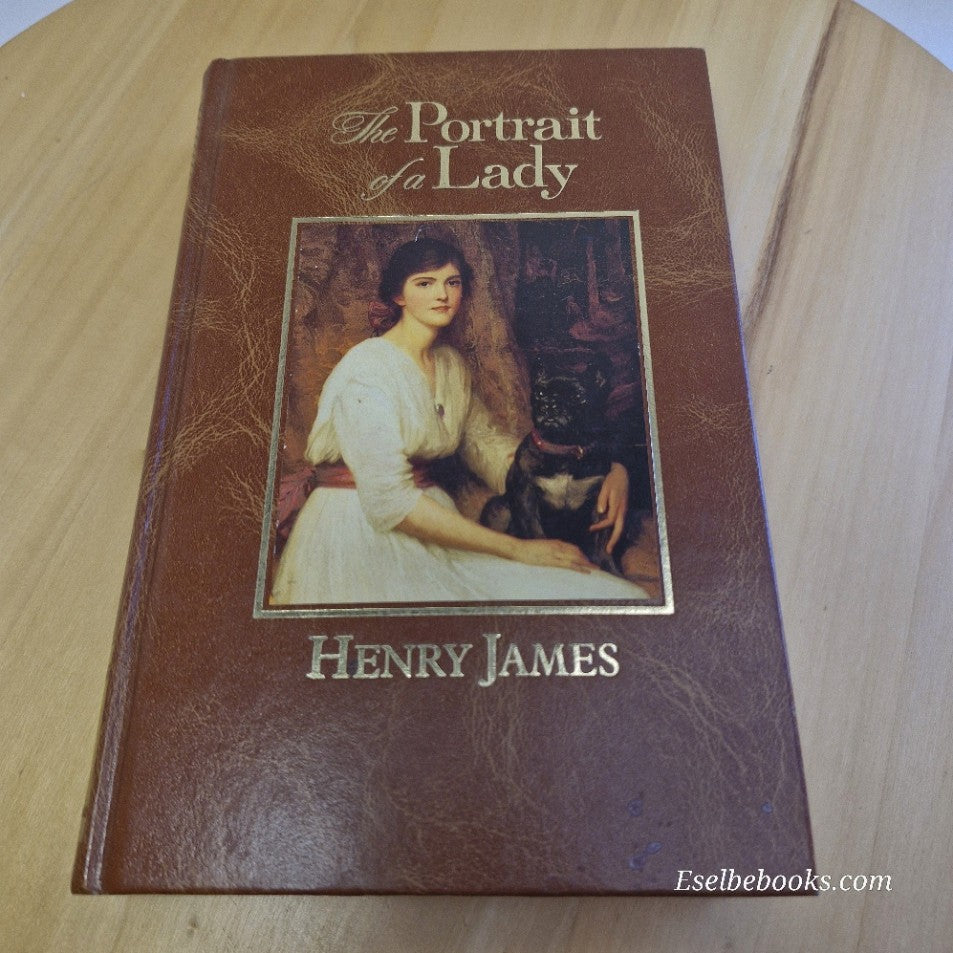 The Portrait
of a Lady
HENRY JAMES
Eselbebooks.com